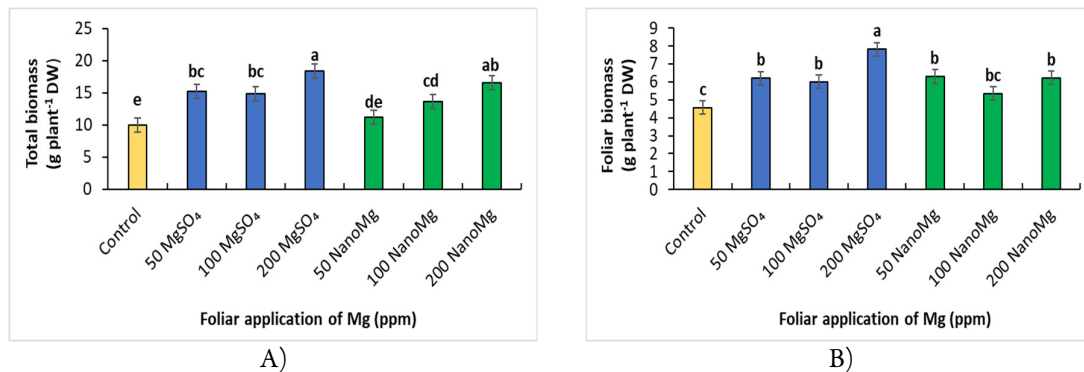 Total biomass
(g plant⁻¹ DW)
25
20
15
10
5
0
e
bc
bc
a
de
cd
ab
Control
50 MgSO₄
100 MgSO₄
200 MgSO₄
50 NanoMg
100 NanoMg
200 NanoMg
Foliar application of Mg (ppm)
A)
Foliar biomass
(g plant⁻¹ DW)
9
8
7
6
5
4
3
2
1
0
c
b
b
a
b
bc
b
Control
50 MgSO₄
100 MgSO₄
200 MgSO₄
50 NanoMg
100 NanoMg
200 NanoMg
Foliar application of Mg (ppm)
B)